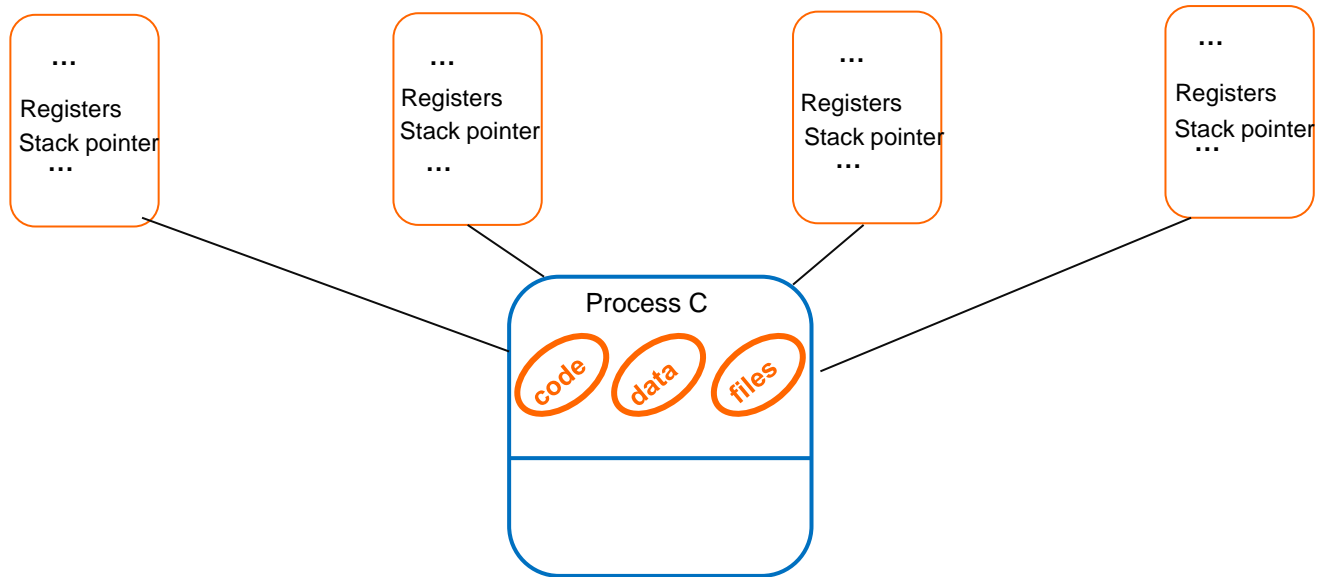 ...
Registers
Stack pointer
...
...
Registers
Stack pointer
...
...
Registers
Stack pointer
...
...
Registers
Stack pointer
...
Process C
code data files